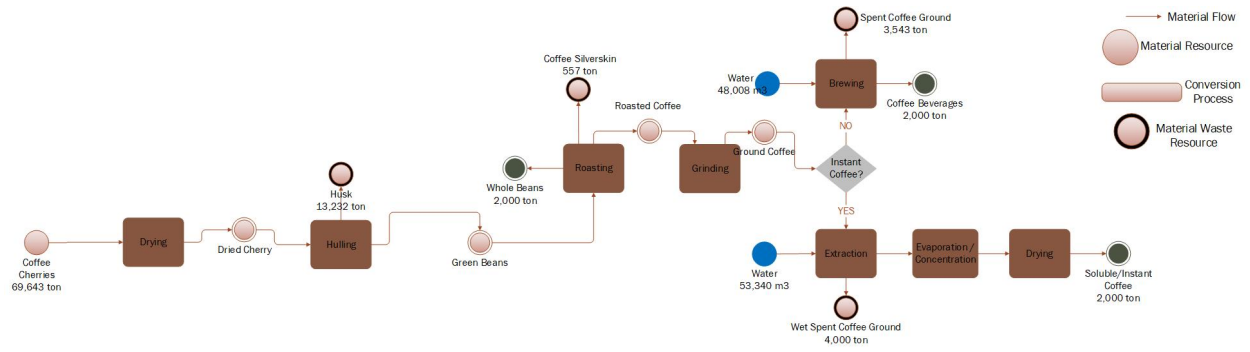 Coffee
Cherries
69,643 ton
Drying
Dried Cherry
Husk
13,232 ton
Hulling
Green Beans
Coffee Silverskin
557 ton
Whole Beans
2,000 ton
Roasting
Roasted Coffee
Grinding
Ground Coffee
Instant
Coffee?
NO
Water
48,008 m3
Brewing
Spent Coffee Ground
3,543 ton
Coffee Beverages
2,000 ton
YES
Water
53,340 m3
Extraction
Wet Spent Coffee Ground
4,000 ton
Evaporation /
Concentration
Drying
Soluble/Instant
Coffee
2,000 ton
Material Flow
Material Resource
Conversion
Process
Material Waste
Resource